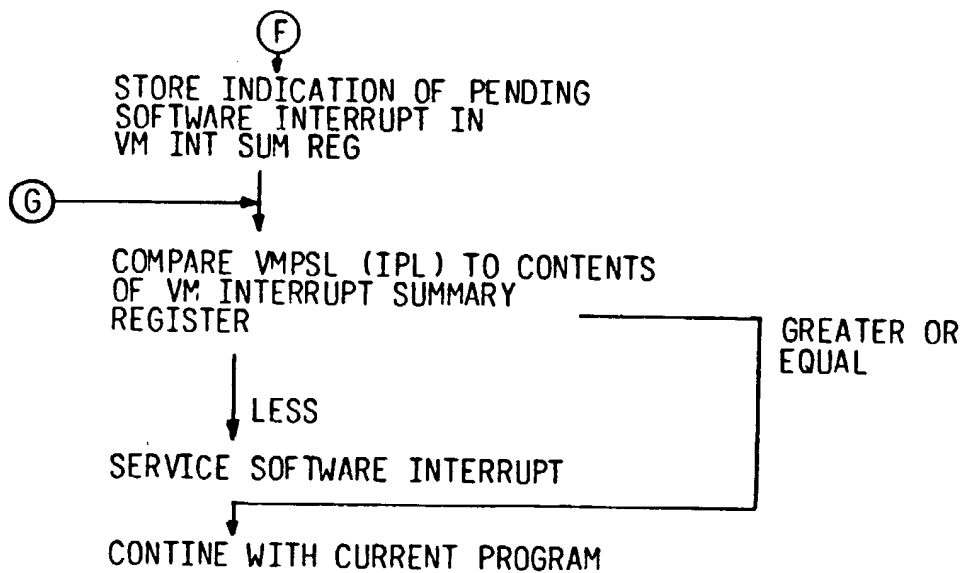 F
STORE INDICATION OF PENDING
SOFTWARE INTERRUPT IN
VM INT SUM REG
G
COMPARE VMPSL (IPL) TO CONTENTS
OF VM INTERRUPT SUMMARY
REGISTER
GREATER OR
EQUAL
LESS
SERVICE SOFTWARE INTERRUPT
CONTINE WITH CURRENT PROGRAM